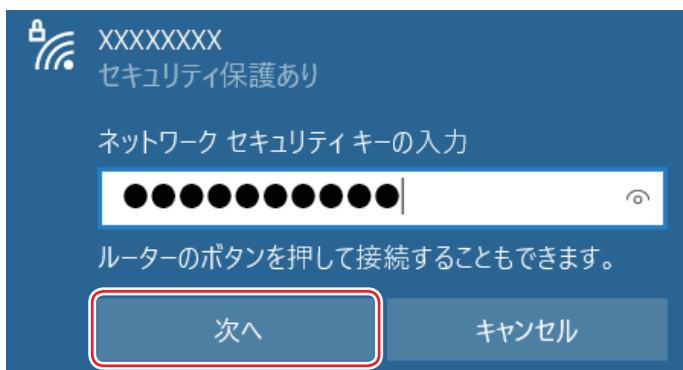 XXXXXXXX
セキュリティ保護あり
ネットワーク セキュリティ キーの入力
●●●●●●●●●●
ルーターのボタンを押して接続することもできます。
次へ
キャンセル